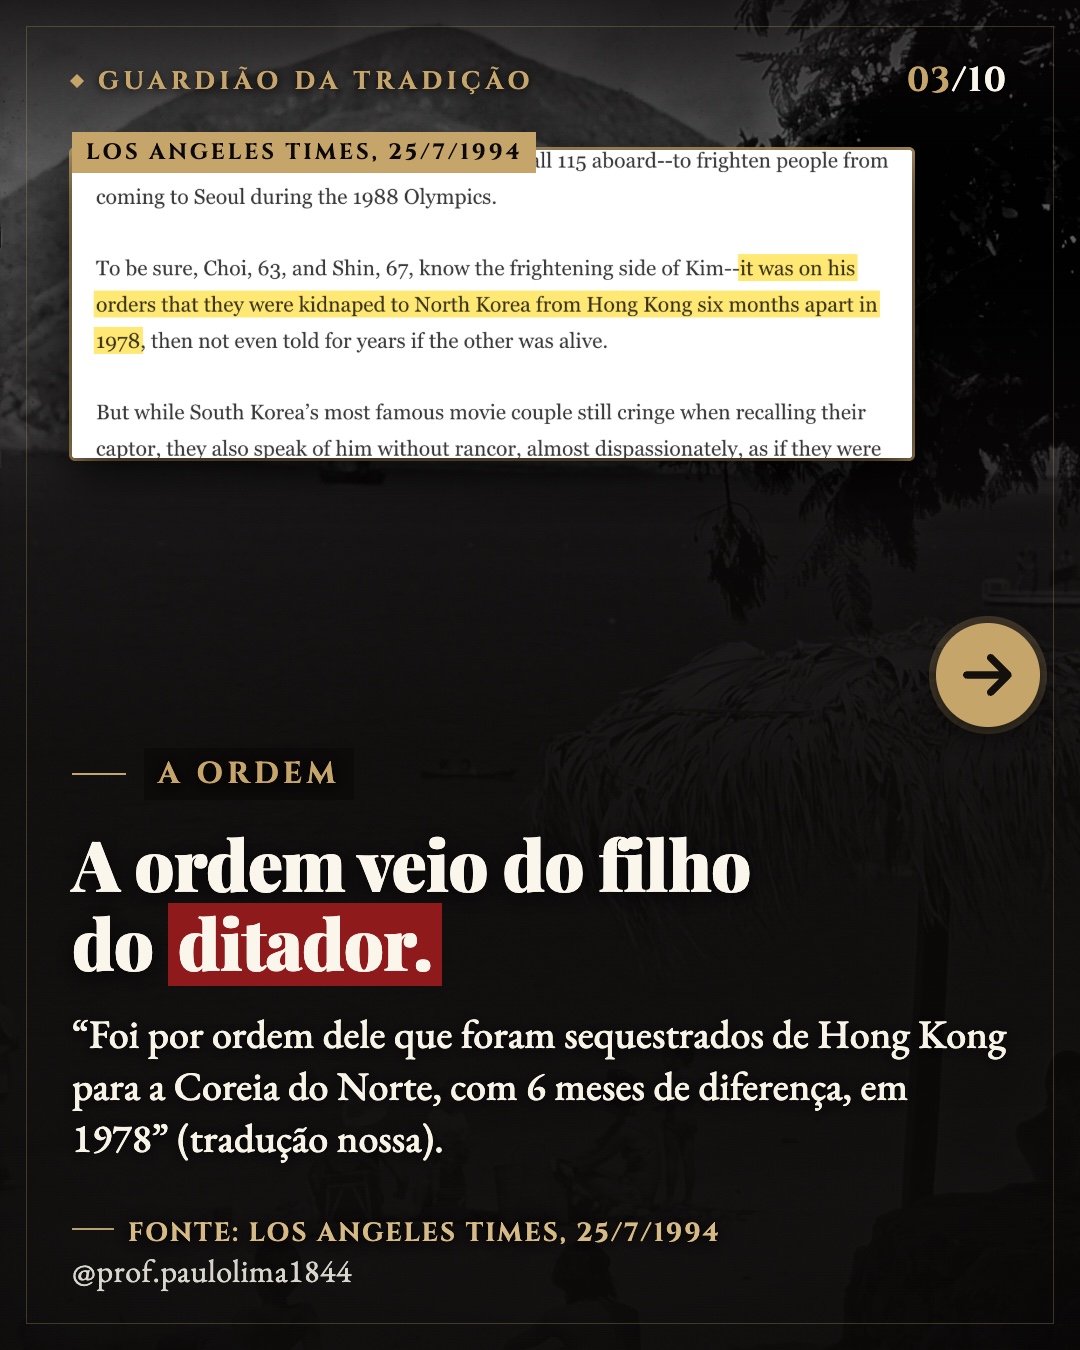 GUARDIÃO DA TRADIÇÃO
03/10
LOS ANGELES TIMES, 25/7/1994
all 115 aboard--to frighten people from
coming to Seoul during the 1988 Olympics.
To be sure, Choi, 63, and Shin, 67, know the frightening side of Kim--it was on his
orders that they were kidnaped to North Korea from Hong Kong six months apart in
1978, then not even told for years if the other was alive.
But while South Korea’s most famous movie couple still cringe when recalling their
captor, they also speak of him without rancor, almost dispassionately, as if they were
A ORDEM
A ordem veio do filho
do ditador.
“Foi por ordem dele que foram sequestrados de Hong Kong
para a Coreia do Norte, com 6 meses de diferença, em
1978” (tradução nossa).
FONTE: LOS ANGELES TIMES, 25/7/1994
@prof.paulolima1844